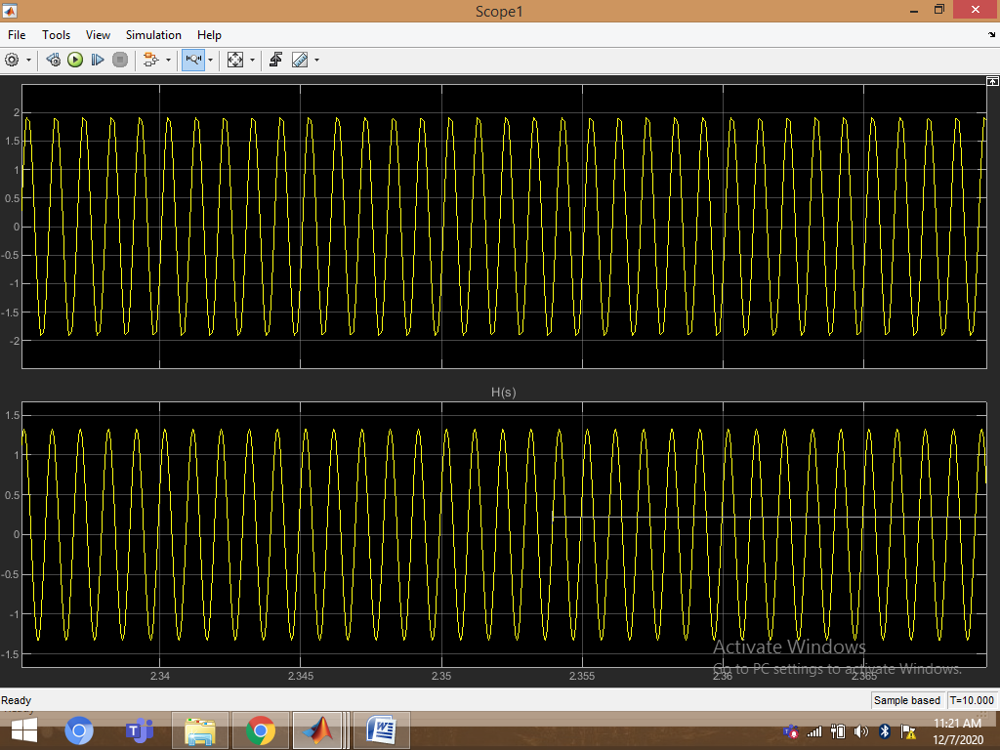 Scope1
File Tools View Simulation Help
2
1.5
1
0.5
0
-0.5
-1
-1.5
-2
H(s)
1.5
1
0.5
0
-0.5
-1
-1.5
2.34 2.345 2.35 2.355 2.36 2.365
Activate Windows
Go to PC settings to activate Windows.
Ready Sample based T=10.000
11:21 AM
12/7/2020